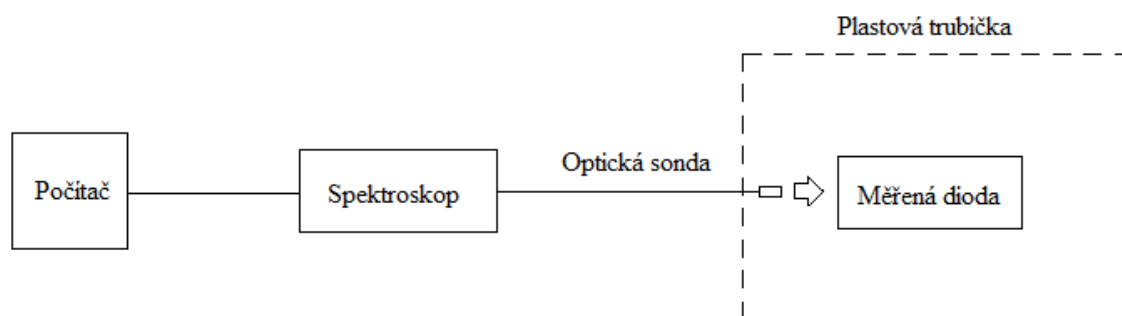 Plastová trubička
Optická sonda
Počítač
Spektroskop
Měřená dioda